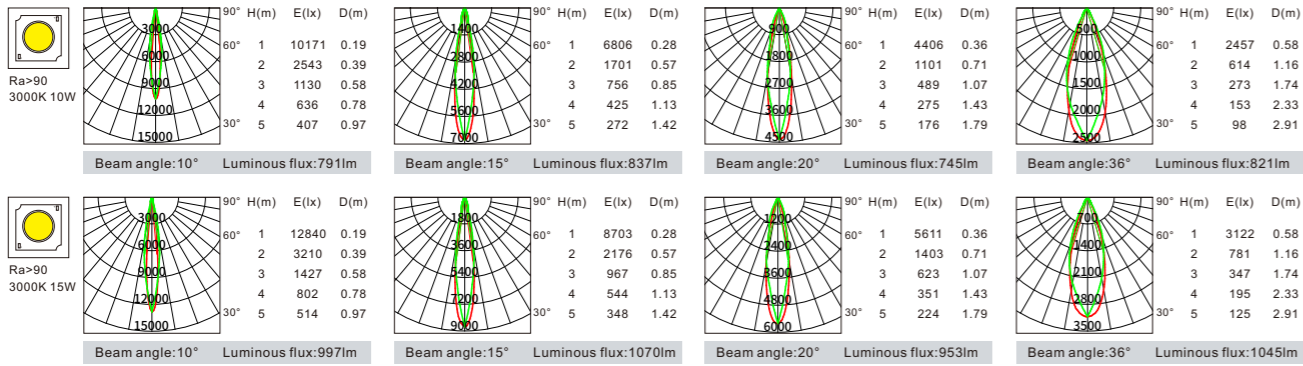 90° H(m) E(lx) D(m)
3000
60° 1 10171 0.19
6000
2 2543 0.39
9000
3 1130 0.58
12000
4 636 0.78
30° 5 407 0.97
15000
Ra>90
3000K 10W
Beam angle:10° Luminous flux:791lm
90° H(m) E(lx) D(m)
1400
60° 1 6806 0.28
2800
2 1701 0.57
4200
3 756 0.85
5600
4 425 1.13
30° 5 272 1.42
7000
Beam angle:15° Luminous flux:837lm
90° H(m) E(lx) D(m)
900
60° 1 4406 0.36
1800
2 1101 0.71
2700
3 489 1.07
3600
4 275 1.43
30° 5 176 1.79
4500
Beam angle:20° Luminous flux:745lm
90° H(m) E(lx) D(m)
500
60° 1 2457 0.58
1000
2 614 1.16
1500
3 273 1.74
2000
4 153 2.33
30° 5 98 2.91
2500
Beam angle:36° Luminous flux:821lm
90° H(m) E(lx) D(m)
3000
60° 1 12840 0.19
6000
2 3210 0.39
9000
3 1427 0.58
12000
4 802 0.78
30° 5 514 0.97
15000
Ra>90
3000K 15W
Beam angle:10° Luminous flux:997lm
90° H(m) E(lx) D(m)
1800
60° 1 8703 0.28
3600
2 2176 0.57
5400
3 967 0.85
7200
4 544 1.13
30° 5 348 1.42
9000
Beam angle:15° Luminous flux:1070lm
90° H(m) E(lx) D(m)
1200
60° 1 5611 0.36
2400
2 1403 0.71
3600
3 623 1.07
4800
4 351 1.43
30° 5 224 1.79
6000
Beam angle:20° Luminous flux:953lm
90° H(m) E(lx) D(m)
700
60° 1 3122 0.58
1400
2 781 1.16
2100
3 347 1.74
2800
4 195 2.33
30° 5 125 2.91
3500
Beam angle:36° Luminous flux:1045lm